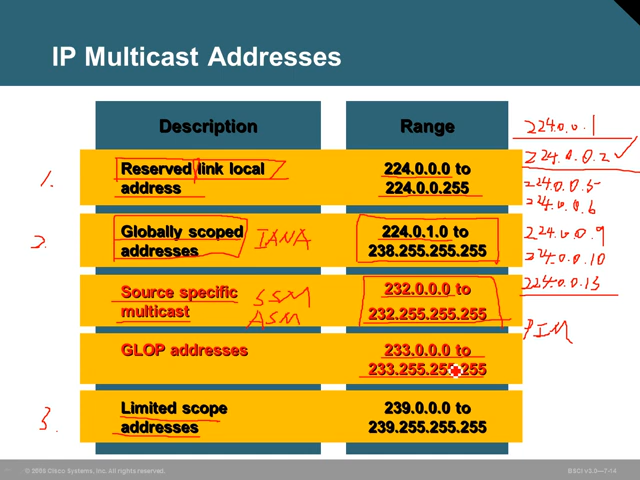 IP Multicast Addresses
Description
Range
224.0.0.1
224.0.0.2
1.
Reserved link local
address
224.0.0.0 to
224.0.0.255
224.0.0.5
224.0.0.6
2.
Globally scoped
addresses
IANA
224.0.1.0 to
238.255.255.255
224.0.0.9
224.0.0.10
Source specific
multicast
SSM
ASM
232.0.0.0 to
232.255.255.255
224.0.0.13
PIM
GLOP addresses
233.0.0.0 to
233.255.255.255
3.
Limited scope
addresses
239.0.0.0 to
239.255.255.255
© 2006 Cisco Systems, Inc. All rights reserved.
BSCI v3.0—7-14